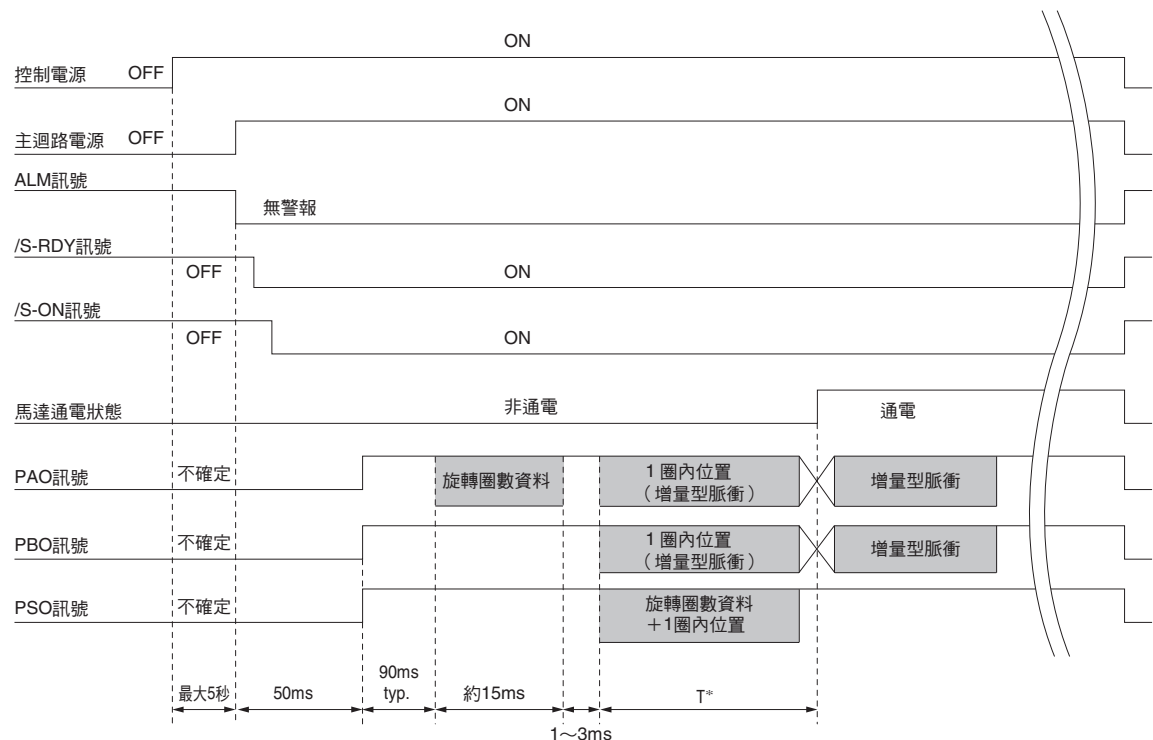 ON
控制電源 OFF
ON
主迴路電源 OFF
ALM訊號
無警報
/S-RDY訊號
OFF ON
/S-ON訊號
OFF ON
馬達通電狀態 非通電 通電
PAO訊號 不確定 旋轉圈數資料 1圈內位置
（增量型脈衝） 增量型脈衝
PBO訊號 不確定 1圈內位置
（增量型脈衝） 增量型脈衝
PSO訊號 不確定 旋轉圈數資料
＋1圈內位置
最大5秒 50ms 90ms
typ. 約15ms T*
1～3ms